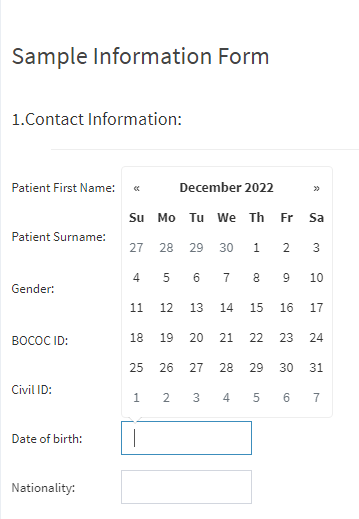 Sample Information Form
1.Contact Information:
Patient First Name:
« December 2022 »
Su Mo Tu We Th Fr Sa
27 28 29 30 1 2 3
4 5 6 7 8 9 10
11 12 13 14 15 16 17
18 19 20 21 22 23 24
25 26 27 28 29 30 31
1 2 3 4 5 6 7
Patient Surname:
Gender:
BOCOC ID:
Civil ID:
Date of birth:
Nationality: